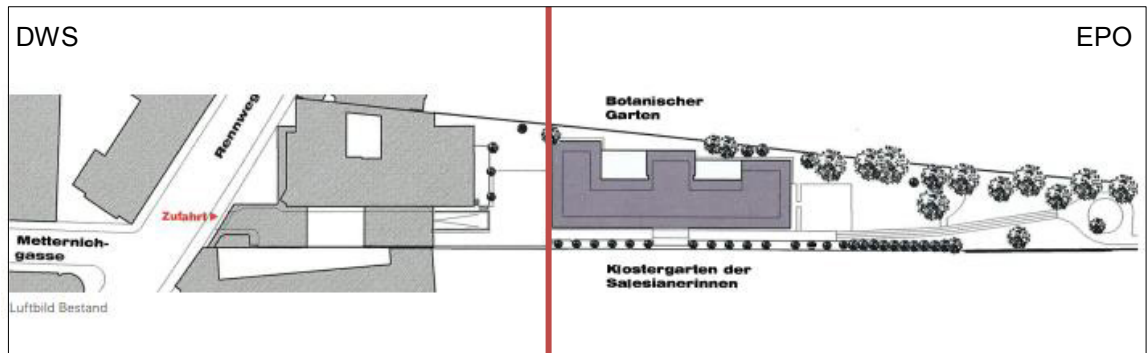 DWS
EPO
Rennweg
Botanischer
Garten
Zufahrt
Metternich-
gasse
Klostergarten der
Salesianerinnen
Luftbild Bestand